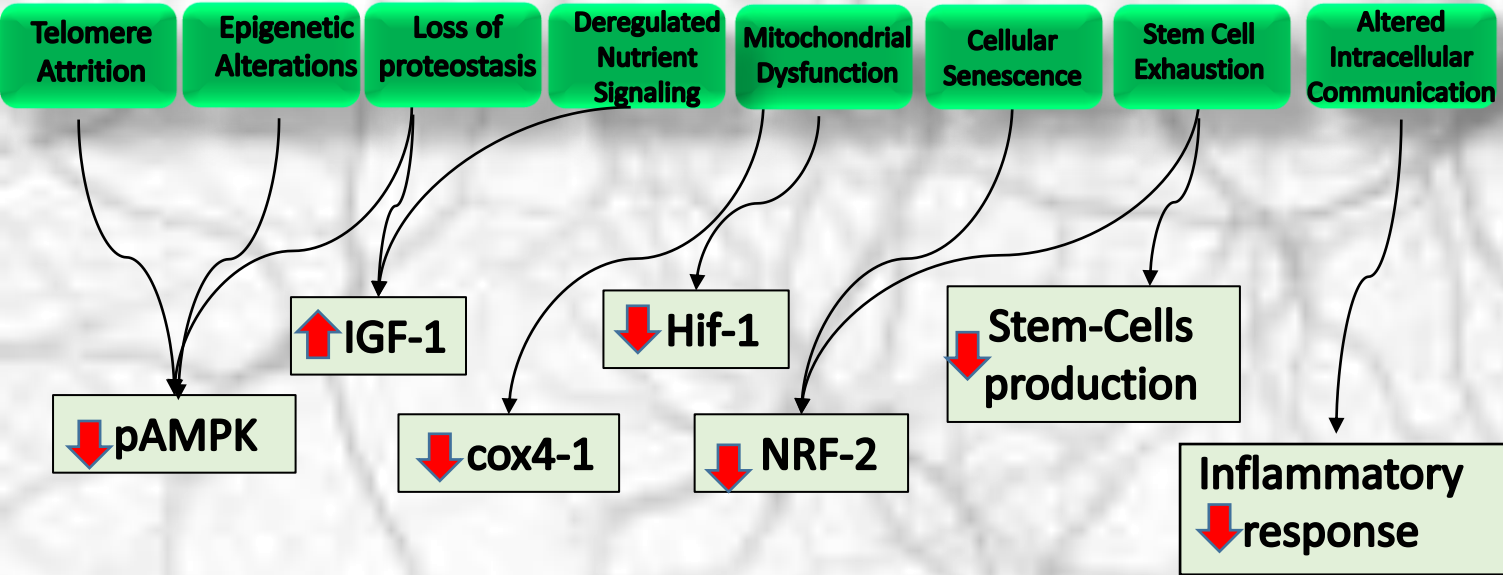 Telomere
Attrition
Epigenetic
Alterations
Loss of
proteostasis
Deregulated
Nutrient
Signaling
Mitochondrial
Dysfunction
Cellular
Senescence
Stem Cell
Exhaustion
Altered
Intracellular
Communication
IGF-1
Hif-1
Stem-Cells
production
pAMPK
cox4-1
NRF-2
Inflammatory
response